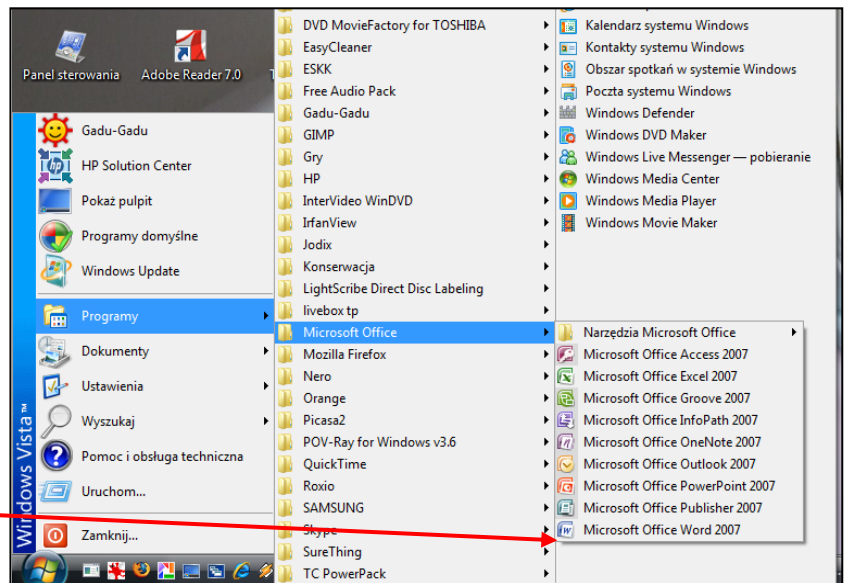 Panel sterowania
Adobe Reader 7.0
Gadu-Gadu
HP Solution Center
Pokaż pulpit
Programy domyślne
Windows Update
Programy
Dokumenty
Ustawienia
Wyszukaj
Pomoc i obsługa techniczna
Uruchom...
Zamknij...
Windows Vista™
DVD MovieFactory for TOSHIBA
EasyCleaner
ESKK
Free Audio Pack
Gadu-Gadu
GIMP
Gry
HP
InterVideo WinDVD
IrfanView
Jodix
Konserwacja
LightScribe Direct Disc Labeling
livebox tp
Microsoft Office
Mozilla Firefox
Nero
Orange
Picasa2
POV-Ray for Windows v3.6
QuickTime
Roxio
SAMSUNG
Skype
SureThing
TC PowerPack
Kalendarz systemu Windows
Kontakty systemu Windows
Obszar spotkań w systemie Windows
Poczta systemu Windows
Windows Defender
Windows DVD Maker
Windows Live Messenger — pobieranie
Windows Media Center
Windows Media Player
Windows Movie Maker
Narzędzia Microsoft Office
Microsoft Office Access 2007
Microsoft Office Excel 2007
Microsoft Office Groove 2007
Microsoft Office InfoPath 2007
Microsoft Office OneNote 2007
Microsoft Office Outlook 2007
Microsoft Office PowerPoint 2007
Microsoft Office Publisher 2007
Microsoft Office Word 2007